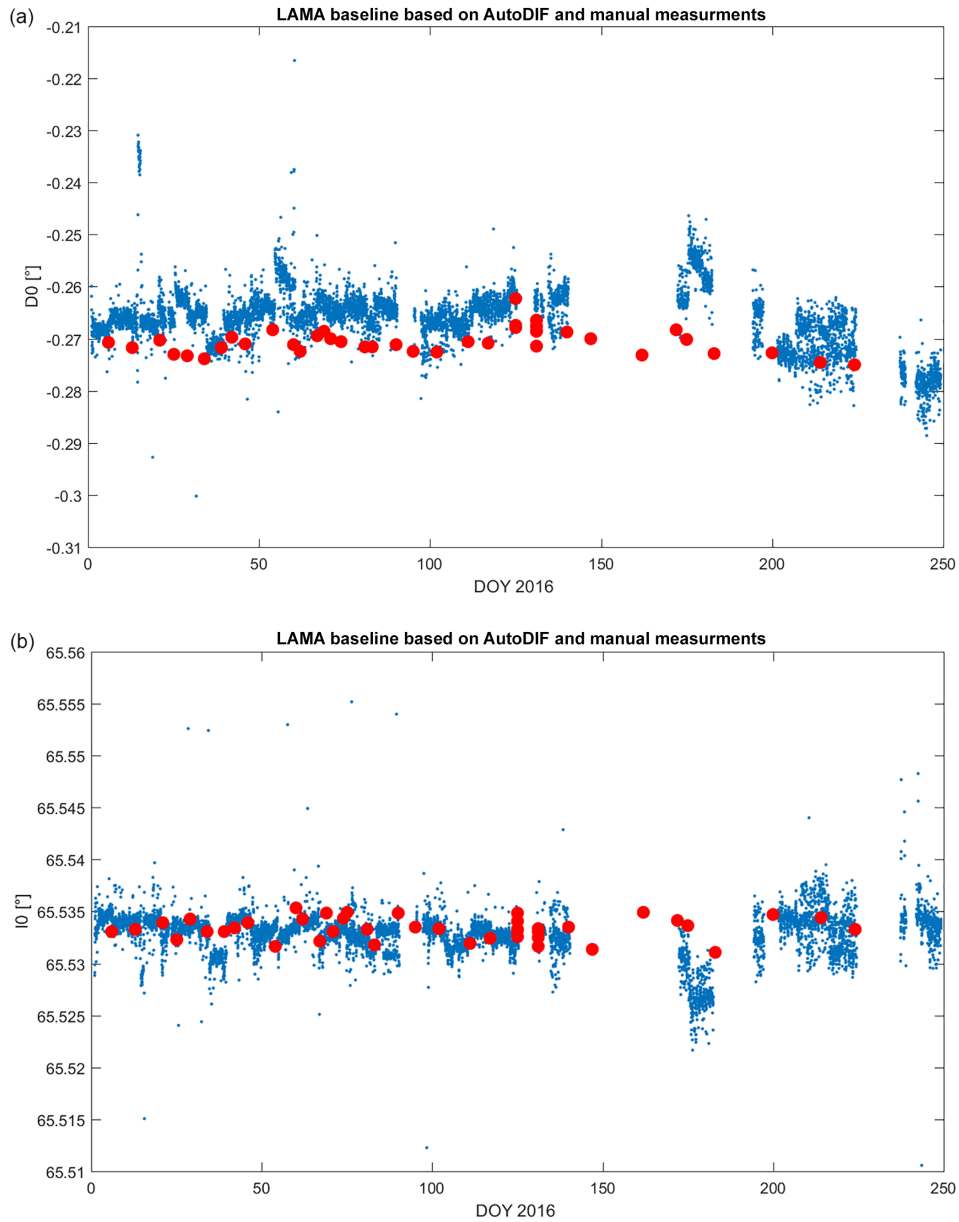 (a)
LAMA baseline based on AutoDIF and manual measurments
-0.21
-0.22
-0.23
-0.24
-0.25
-0.26
-0.27
-0.28
-0.29
-0.3
-0.31
D0 [°]
0 50 100 150 200 250
DOY 2016
(b)
LAMA baseline based on AutoDIF and manual measurments
65.56
65.555
65.55
65.545
65.54
65.535
65.53
65.525
65.52
65.515
65.51
I0 [°]
0 50 100 150 200 250
DOY 2016